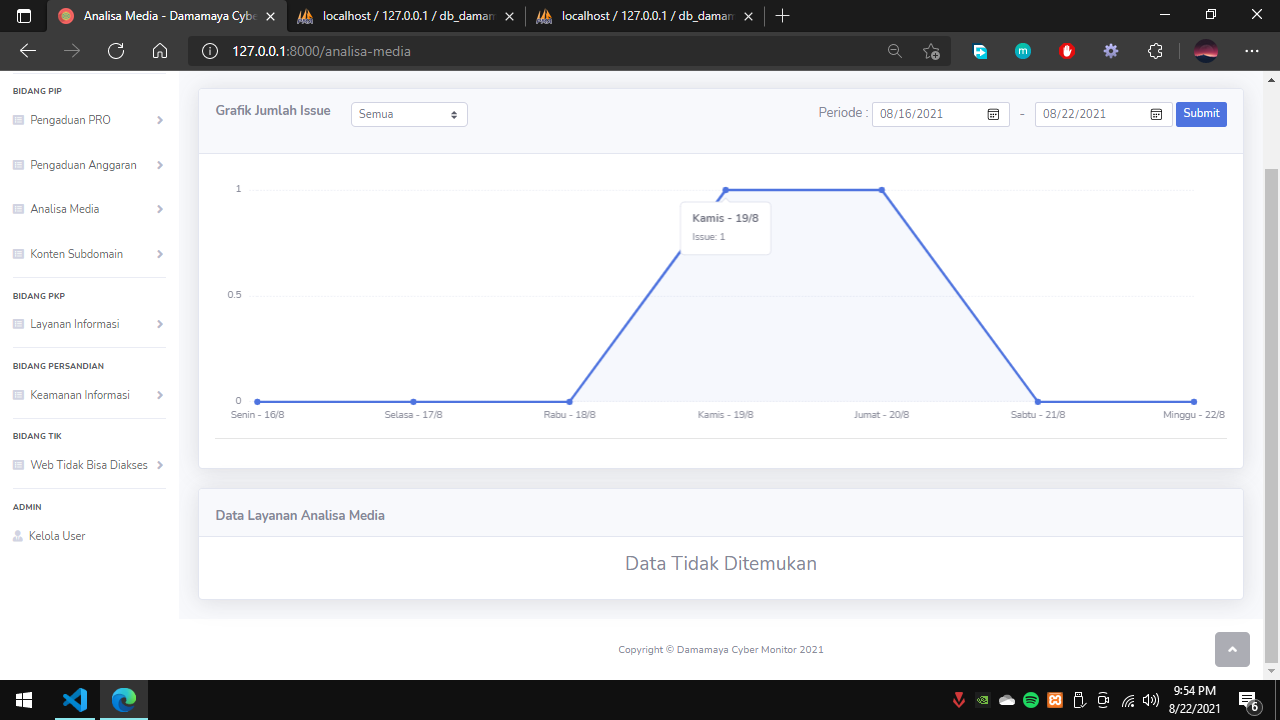 Analisa Media - Damamaya Cybe
localhost / 127.0.0.1 / db_damam
localhost / 127.0.0.1 / db_damam
127.0.0.1:8000/analisa-media
BIDANG PIP
Pengaduan PRO
Pengaduan Anggaran
Analisa Media
Konten Subdomain
BIDANG PKP
Layanan Informasi
BIDANG PERSANDIAN
Keamanan Informasi
BIDANG TIK
Web Tidak Bisa Diakses
ADMIN
Kelola User
Grafik Jumlah Issue
Semua
Periode : 08/16/2021 - 08/22/2021 Submit
1
0.5
0
Kamis - 19/8
Issue: 1
Senin - 16/8 Selasa - 17/8 Rabu - 18/8 Kamis - 19/8 Jumat - 20/8 Sabtu - 21/8 Minggu - 22/8
Data Layanan Analisa Media
Data Tidak Ditemukan
Copyright © Damamaya Cyber Monitor 2021
9:54 PM
8/22/2021
6